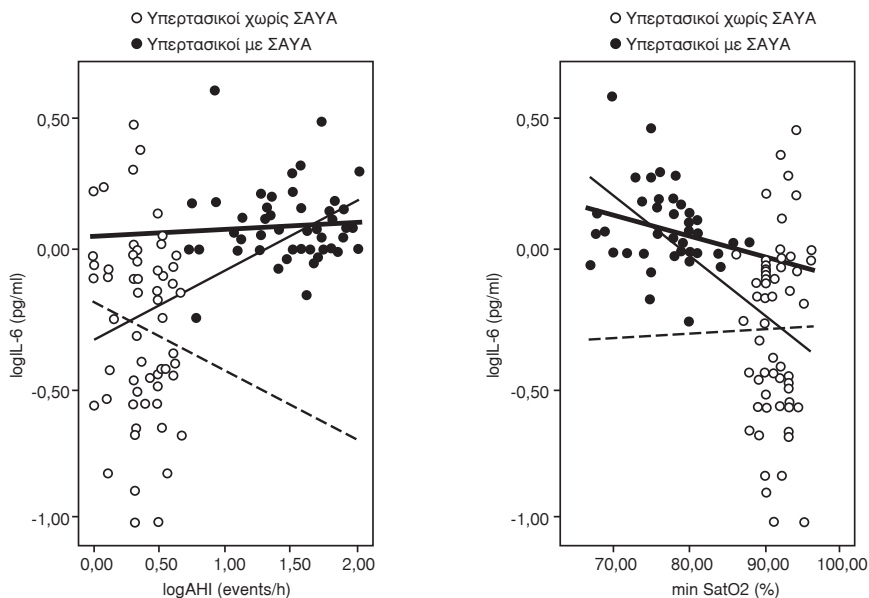 Υπερτασικοί χωρίς ΣΑΥΑ
Υπερτασικοί με ΣΑΥΑ
0,50
0,00
-0,50
-1,00
logIL-6 (pg/ml)
0,00 0,50 1,00 1,50 2,00
logAHI (events/h)
Υπερτασικοί χωρίς ΣΑΥΑ
Υπερτασικοί με ΣΑΥΑ
0,50
0,00
-0,50
-1,00
logIL-6 (pg/ml)
70,00 80,00 90,00 100,00
min SatO2 (%)